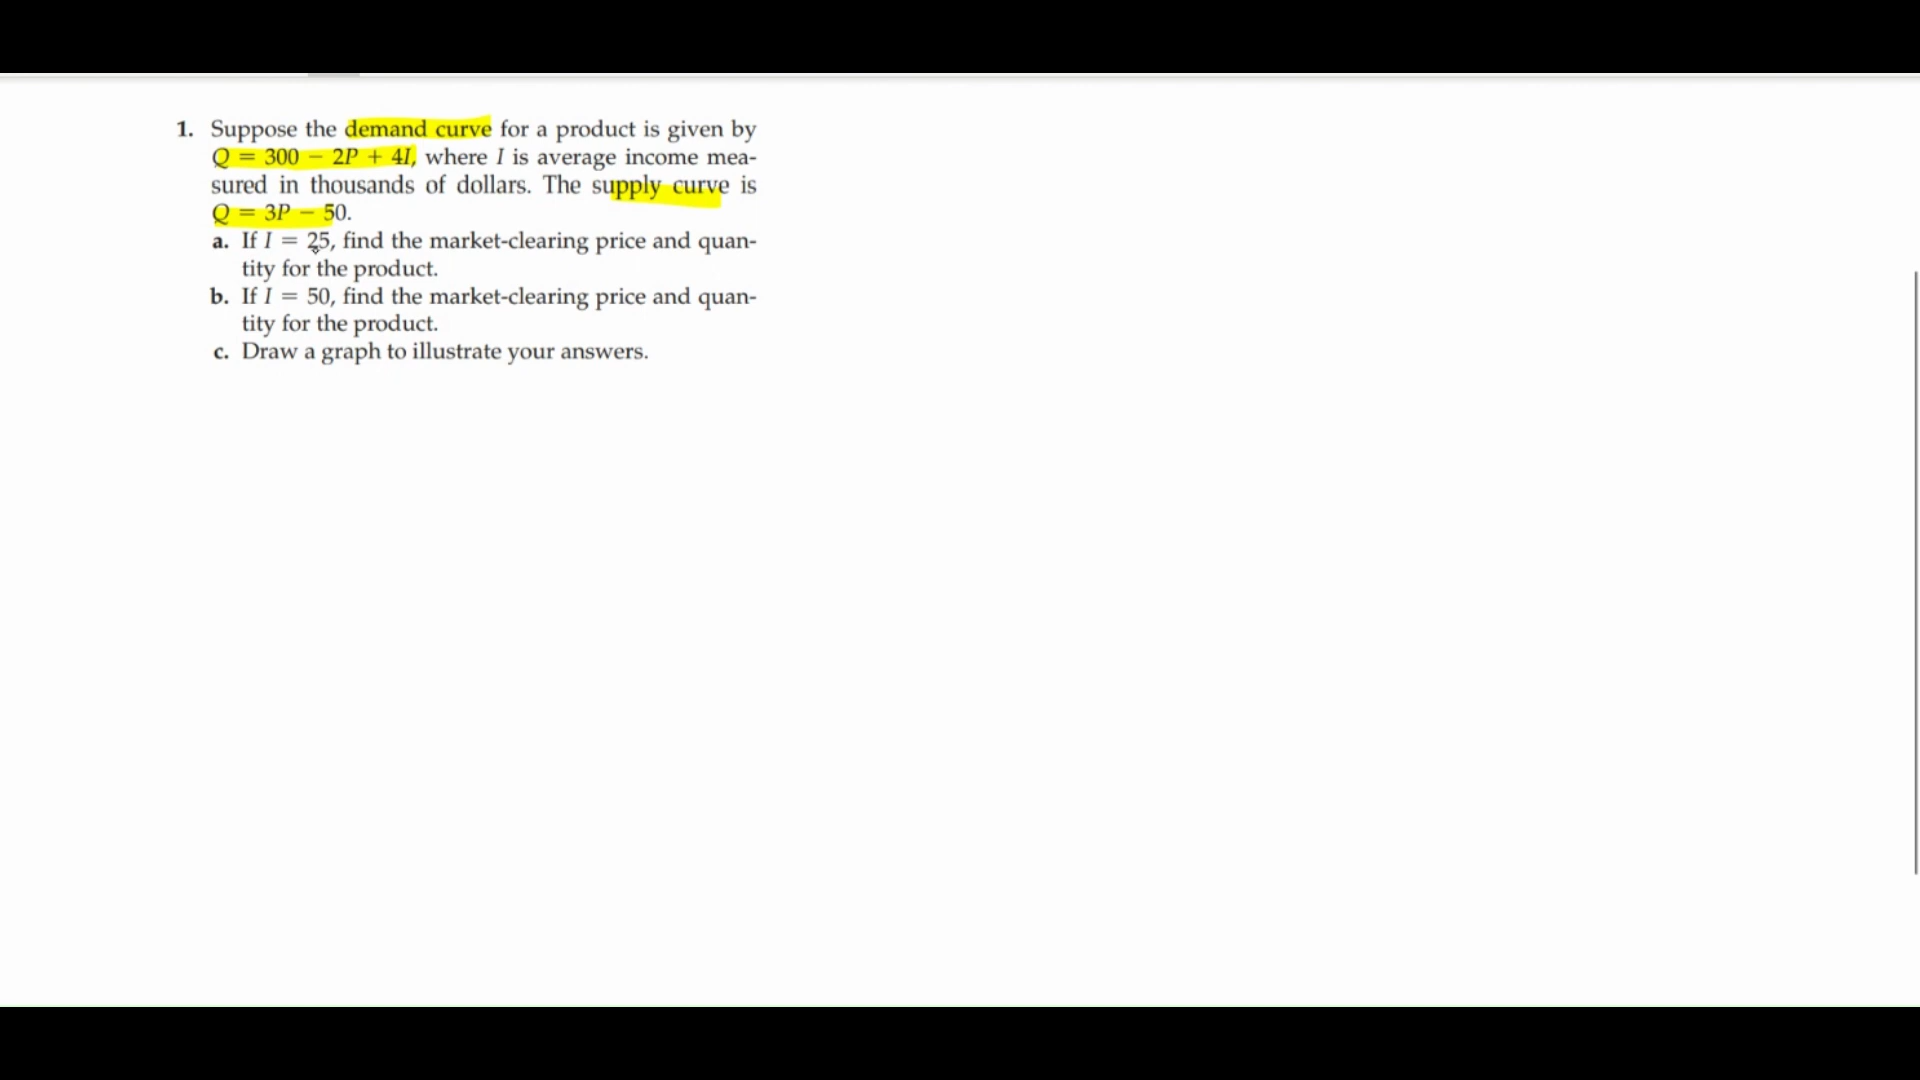 1. Suppose the demand curve for a product is given by
Q = 300 − 2P + 4I, where I is average income mea-
sured in thousands of dollars. The supply curve is
Q = 3P − 50.
a. If I = 25, find the market-clearing price and quan-
tity for the product.
b. If I = 50, find the market-clearing price and quan-
tity for the product.
c. Draw a graph to illustrate your answers.